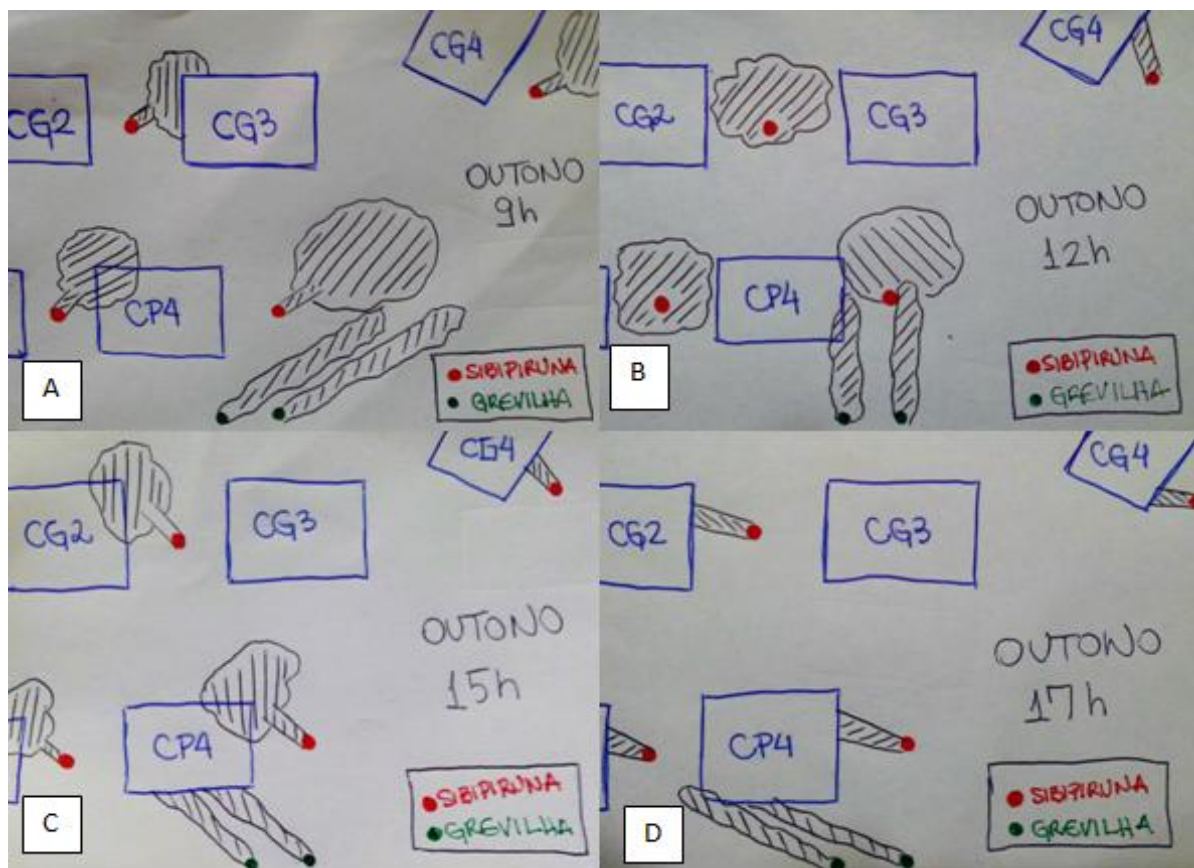 CG2
CG3
CG4
CP4
OUTONO
9h
SIBIPIRUNA
GREVILHA
A
CG2
CG3
CG4
CP4
OUTONO
12h
SIBIPIRUNA
GREVILHA
B
CG2
CG3
CG4
CP4
OUTONO
15h
SIBIPIRUNA
GREVILHA
C
CG2
CG3
CG4
CP4
OUTONO
17h
SIBIPIRUNA
GREVILHA
D